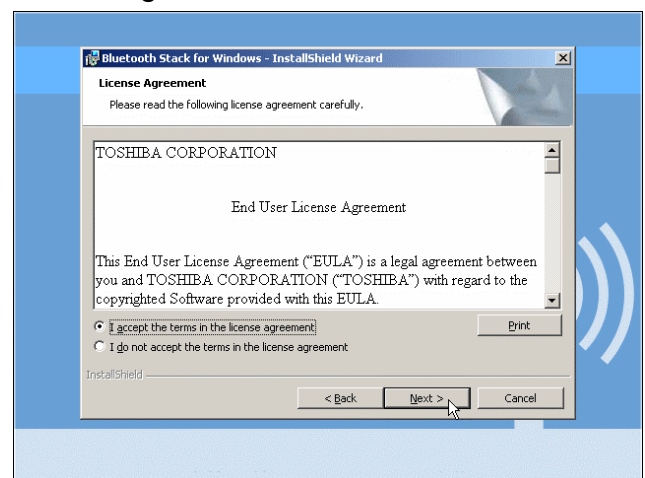 Bluetooth Stack for Windows - InstallShield Wizard
License Agreement
Please read the following license agreement carefully.
TOSHIBA CORPORATION
End User License Agreement
This End User License Agreement (“EULA”) is a legal agreement between
you and TOSHIBA CORPORATION (“TOSHIBA”) with regard to the
copyrighted Software provided with this EULA.
I accept the terms in the license agreement
Print
I do not accept the terms in the license agreement
InstallShield
< Back
Next >
Cancel